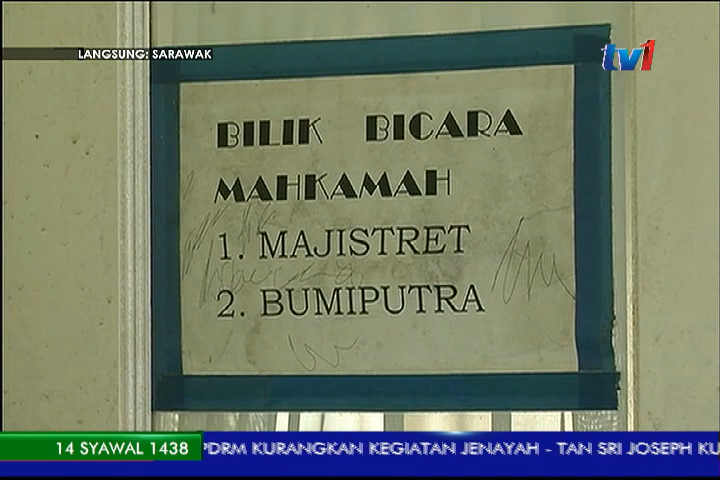 LANGSUNG: SARAWAK
tv1
BILIK BICARA
MAHKAMAH
1. MAJISTRET
2. BUMIPUTRA
14 SYAWAL 1438
PDRM KURANGKAN KEGIATAN JENAYAH - TAN SRI JOSEPH KU